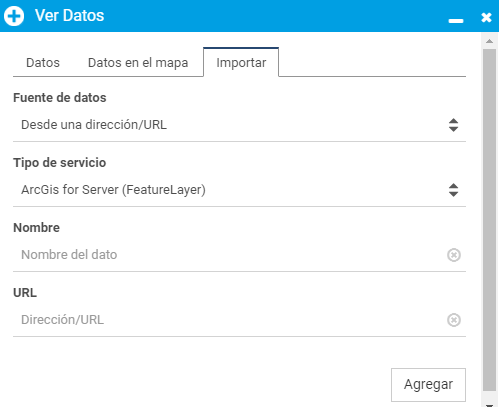 Ver Datos
Datos Datos en el mapa Importar
Fuente de datos
Desde una dirección/URL
Tipo de servicio
ArcGis for Server (FeatureLayer)
Nombre
Nombre del dato
URL
Dirección/URL
Agregar